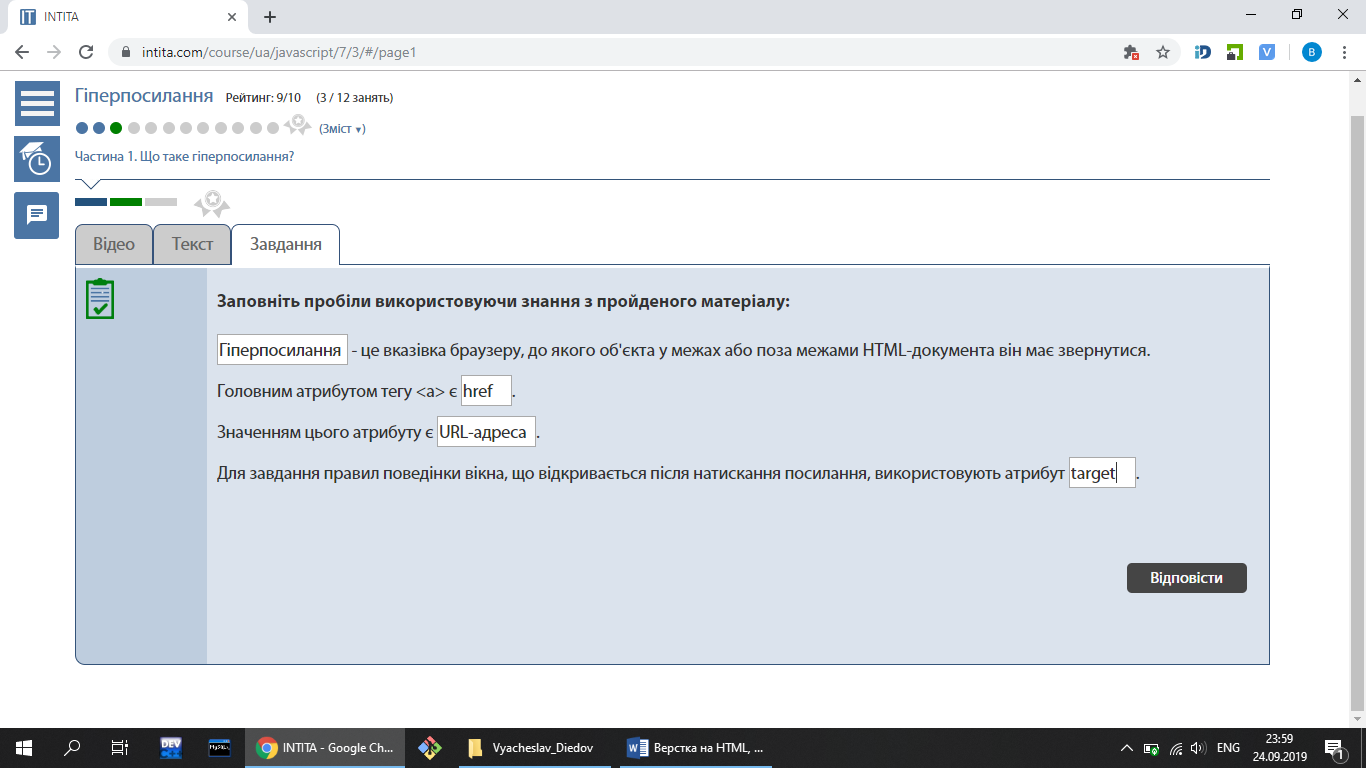 INTITA
intita.com/course/ua/javascript/7/3/#/page1
Гіперпосилання Рейтинг: 9/10 (3 / 12 занять)
(Зміст ▾)
Частина 1. Що таке гіперпосилання?
Відео Текст Завдання
Заповніть пробіли використовуючи знання з пройденого матеріалу:
Гіперпосилання - це вказівка браузеру, до якого об'єкта у межах або поза межами HTML-документа він має звернутися.
Головним атрибутом тегу <a> є href.
Значенням цього атрибуту є URL-адреса.
Для завдання правил поведінки вікна, що відкривається після натискання посилання, використовують атрибут target.
Відповісти
DEV C++ MySQL INTITA - Google Ch... Vyacheslav_Diedov Верстка на HTML, ... ENG 23:59
24.09.2019 1